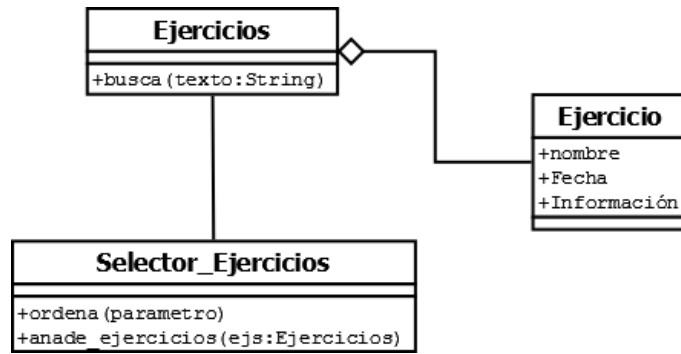 Ejercicios
+busca(texto:String)
Ejercicio
+nombre
+Fecha
+Información
Selector_Ejercicios
+ordena(parametro)
+anade_ejercicios(ejs:Ejercicios)